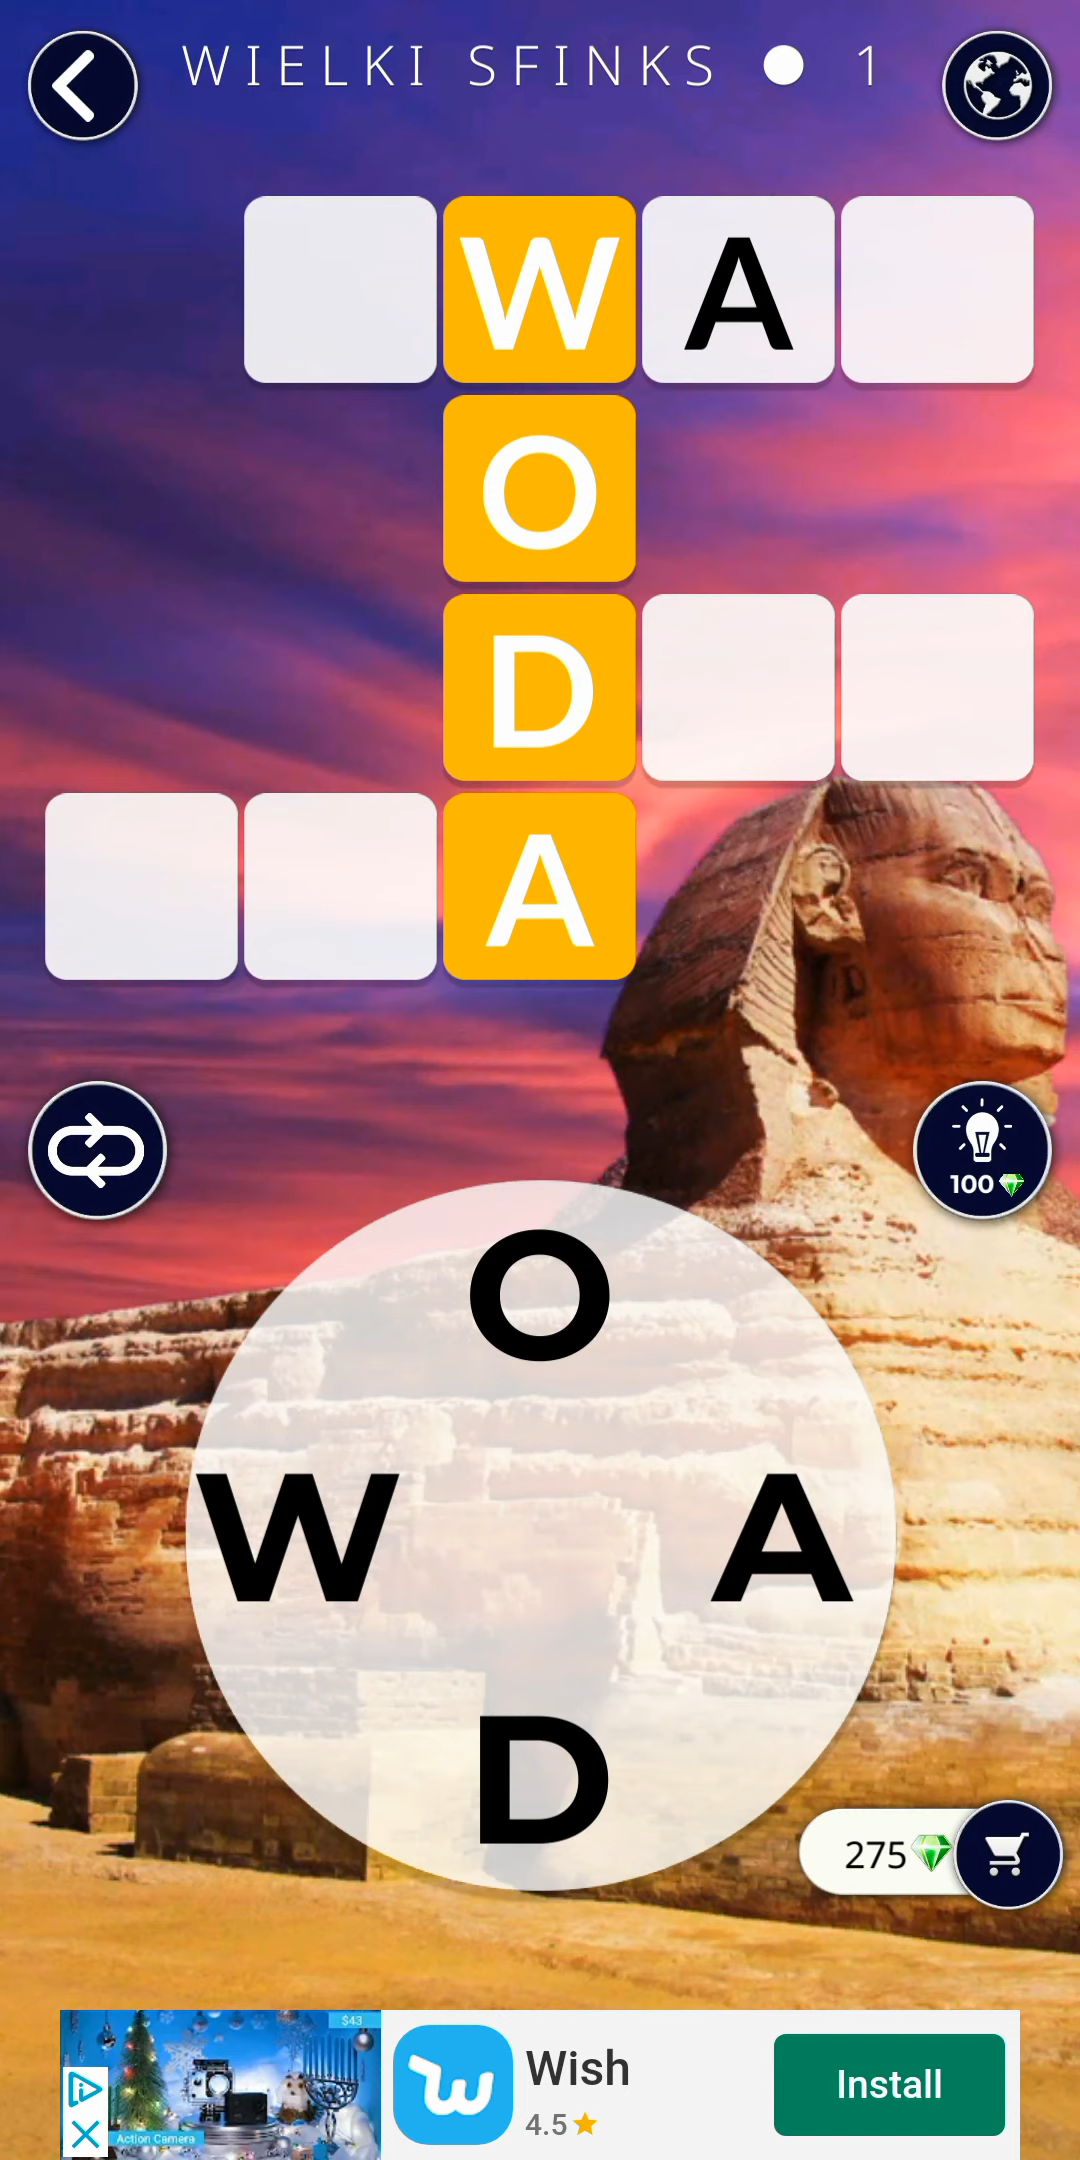 WIELKI SFINKS ● 1
W A
O
D
A
100
O
W A
D
275
$43
Action Camera
Wish
4.5
Install